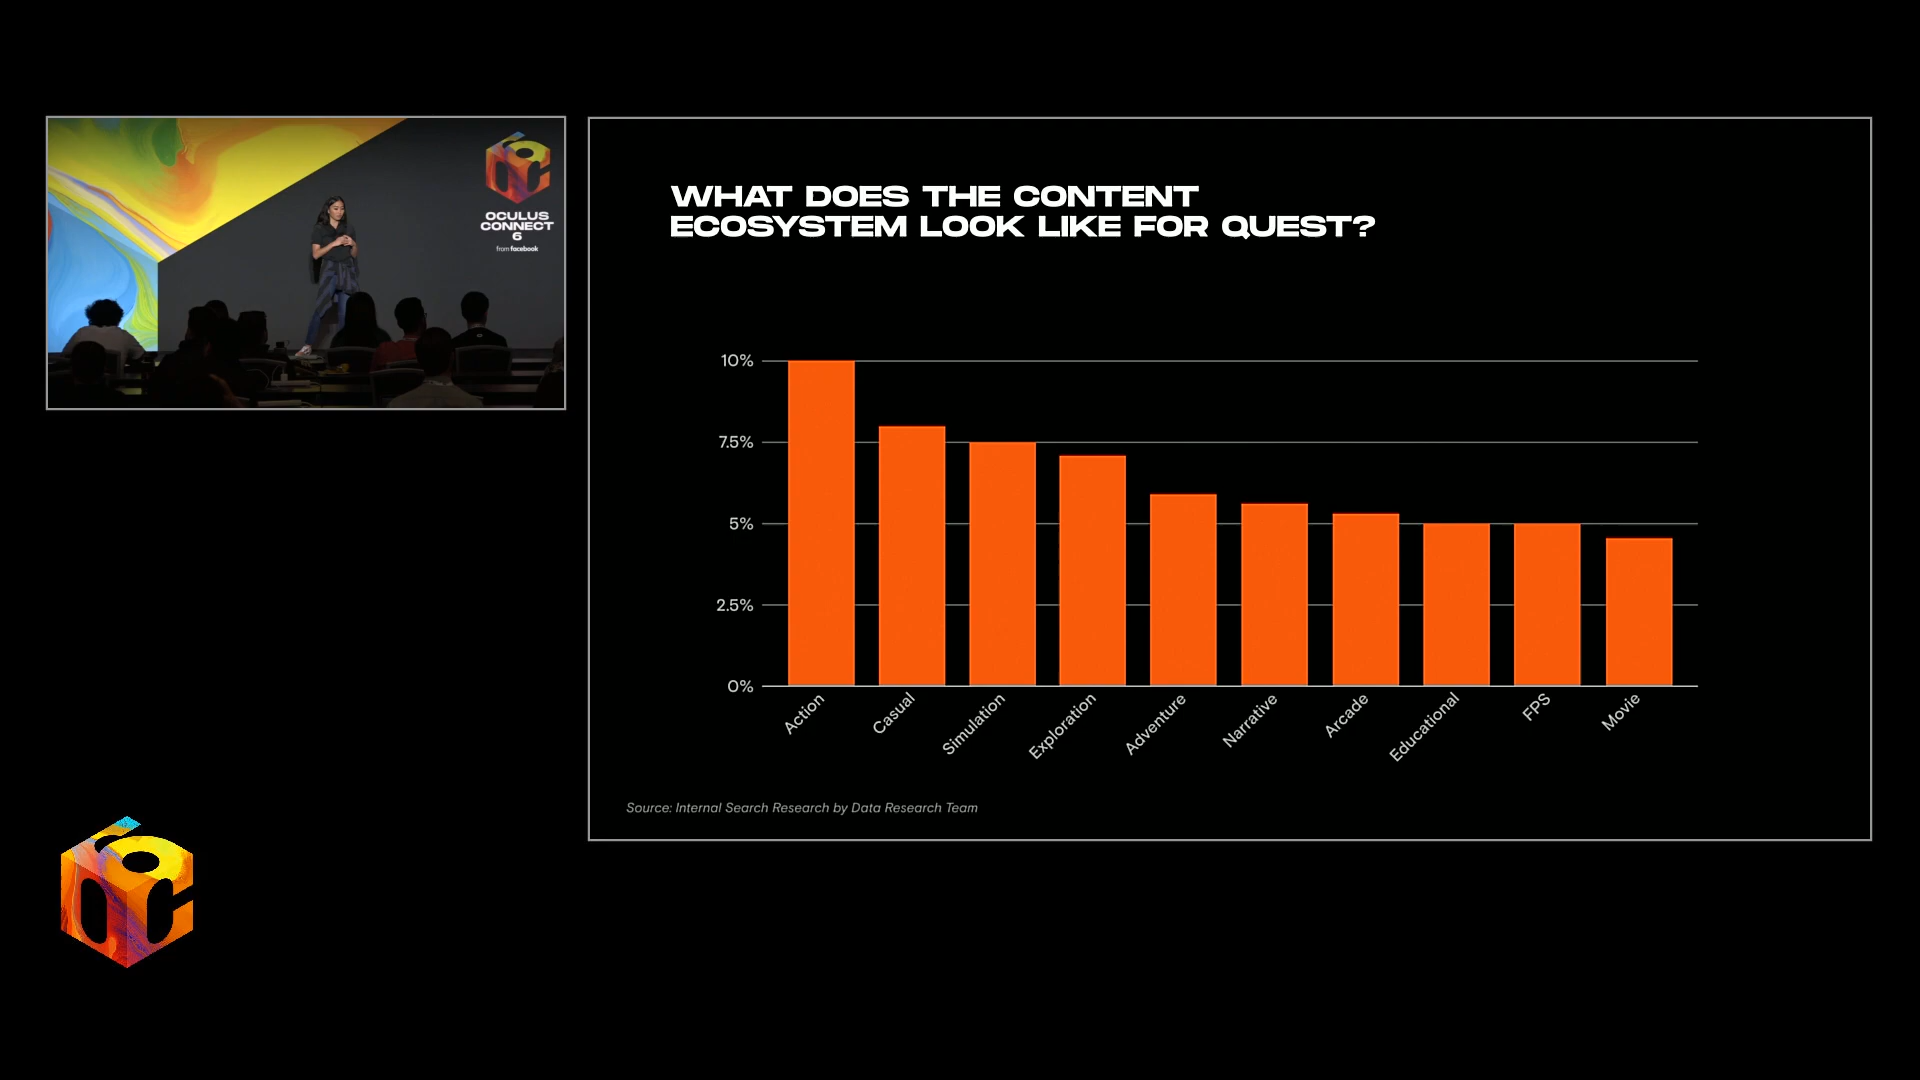 OCULUS
CONNECT
6
from facebook
WHAT DOES THE CONTENT
ECOSYSTEM LOOK LIKE FOR QUEST?
10%
7.5%
5%
2.5%
0%
Action
Casual
Simulation
Exploration
Adventure
Narrative
Arcade
Educational
FPS
Movie
Source: Internal Search Research by Data Research Team